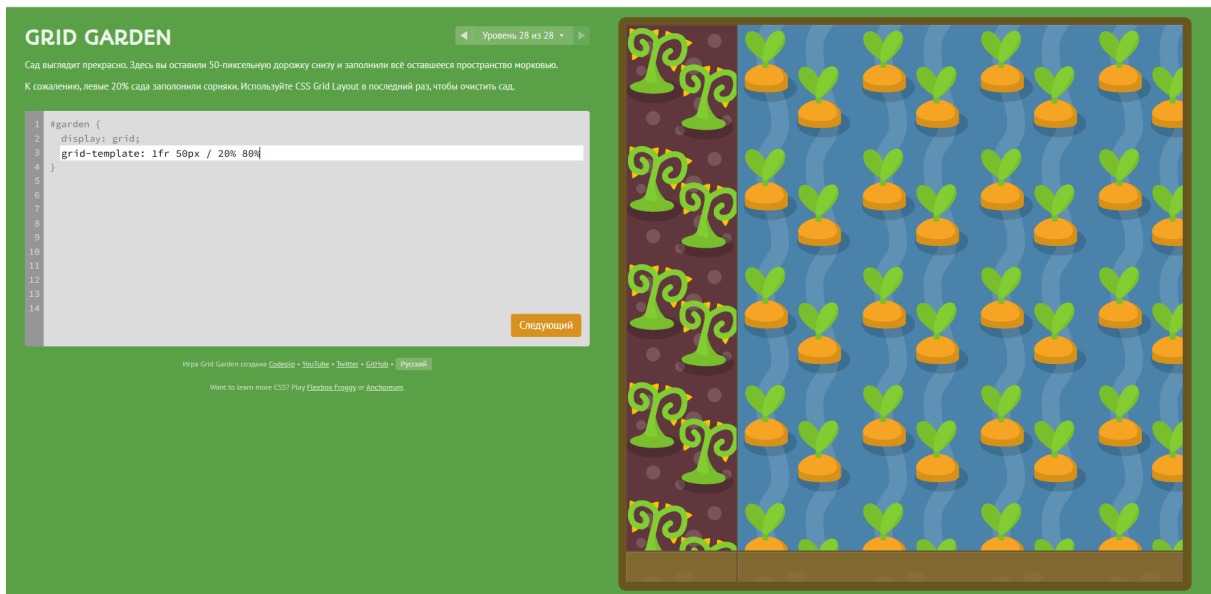 GRID GARDEN
Уровень 28 из 28
Сад выглядит прекрасно. Здесь вы оставили 50-пиксельную дорожку снизу и заполнили всё оставшееся пространство морковью.
К сожалению, левые 20% сада заполонили сорняки. Используйте CSS Grid Layout в последний раз, чтобы очистить сад.
1 #garden {
2 display: grid;
3 grid-template: 1fr 50px / 20% 80%
4 }
5
6
7
8
9
10
11
12
13
14
Следующий
Игра Grid Garden создана Codepip • YouTube • Twitter • GitHub • Русский
Want to learn more CSS? Play Flexbox Froggy or Anchoreum.